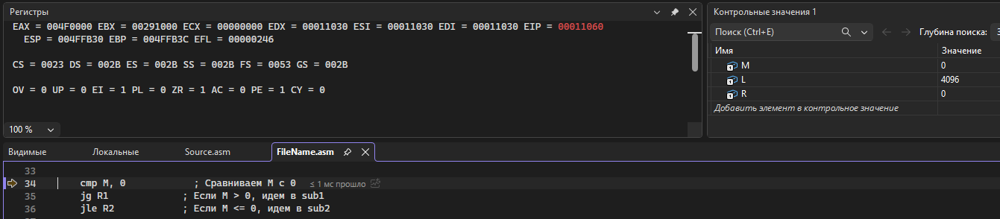 Регистры
EAX = 004F0000 EBX = 00291000 ECX = 00000000 EDX = 00011030 ESI = 00011030 EDI = 00011030 EIP = 00011060
ESP = 004FFB30 EBP = 004FFB3C EFL = 00000246
CS = 0023 DS = 002B ES = 002B SS = 002B FS = 0053 GS = 002B
OV = 0 UP = 0 EI = 1 PL = 0 ZR = 1 AC = 0 PE = 1 CY = 0
100 %
Контрольные значения 1
Поиск (Ctrl+E) Глубина поиска: 3
Имя Значение
M 0
L 4096
R 0
Добавить элемент в контрольное значение
Видимые Локальные Source.asm FileName.asm
33
34 cmp M, 0 ; Сравниваем M с 0 ≤ 1 мс прошло
35 jg R1 ; Если M > 0, идем в sub1
36 jle R2 ; Если M <= 0, идем в sub2